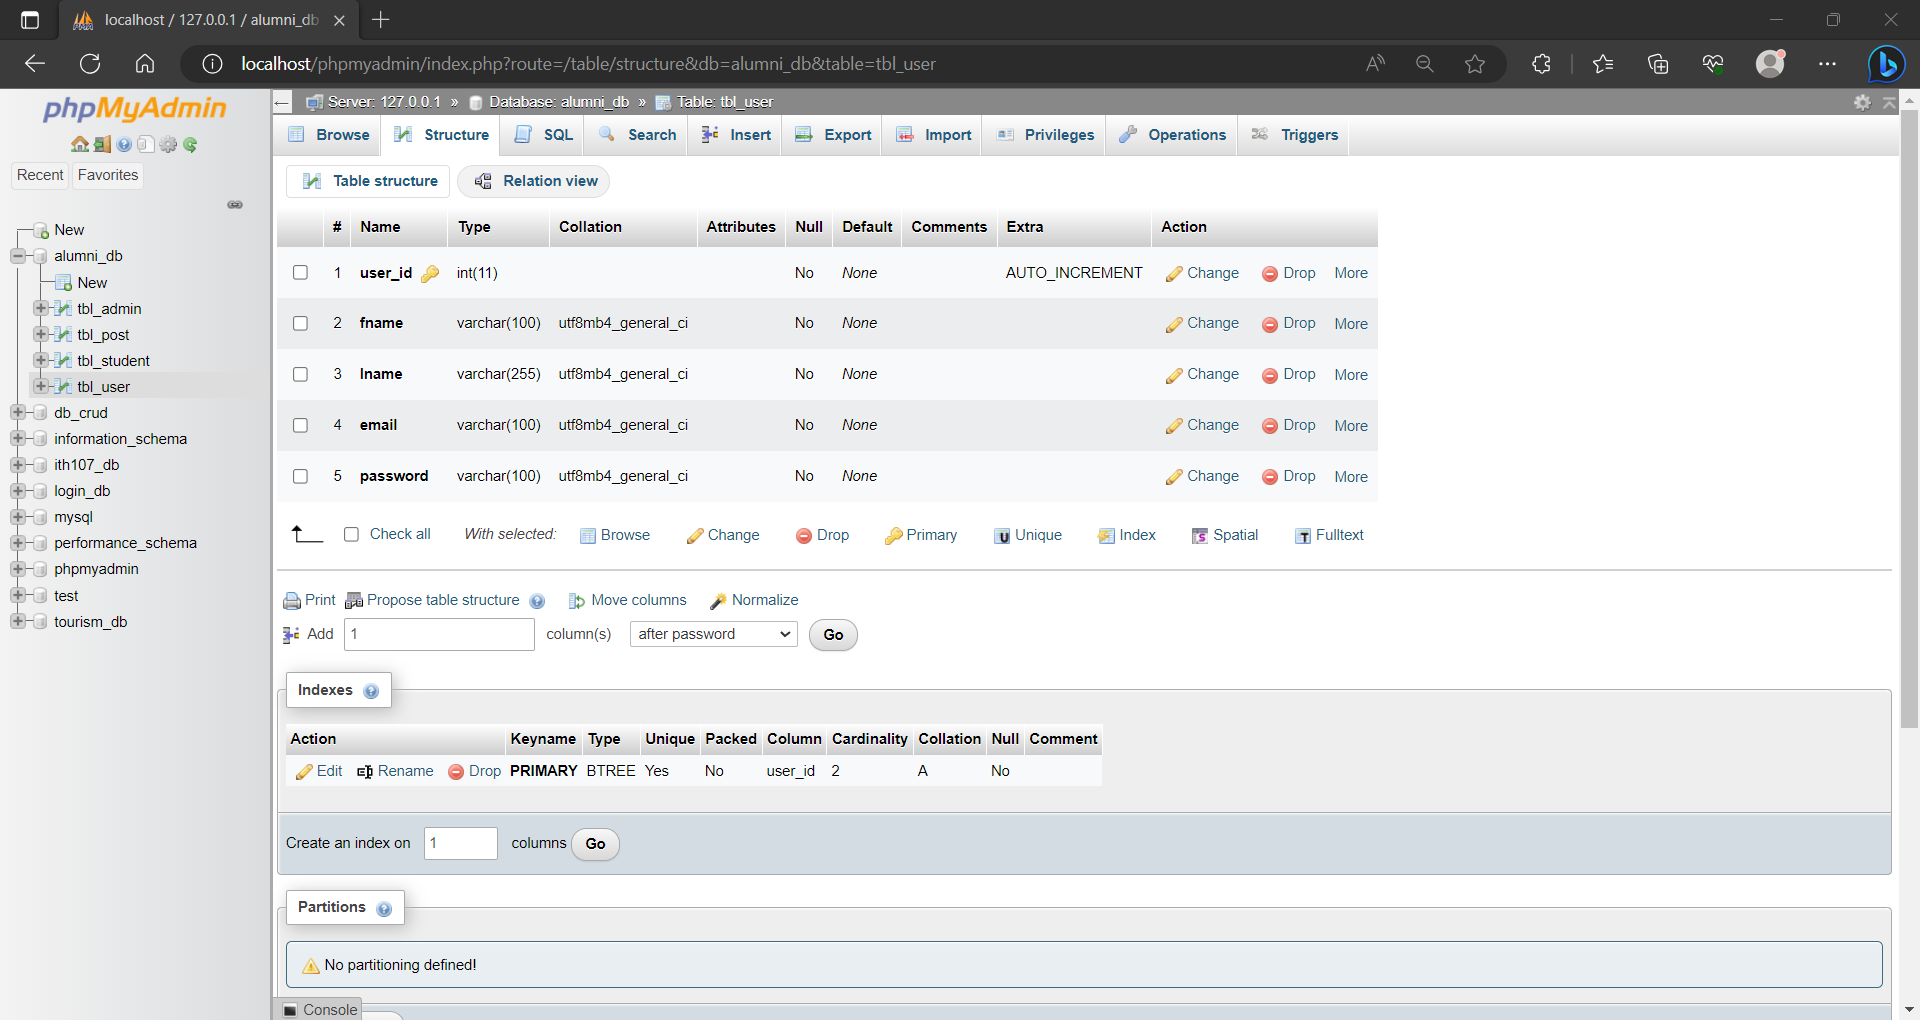 localhost / 127.0.0.1 / alumni_db
localhost/phpmyadmin/index.php?route=/table/structure&db=alumni_db&table=tbl_user
phpMyAdmin
Recent Favorites
New
alumni_db
New
tbl_admin
tbl_post
tbl_student
tbl_user
db_crud
information_schema
ith107_db
login_db
mysql
performance_schema
phpmyadmin
test
tourism_db
Server: 127.0.0.1 » Database: alumni_db » Table: tbl_user
Browse Structure SQL Search Insert Export Import Privileges Operations Triggers
Table structure Relation view
# Name Type Collation Attributes Null Default Comments Extra Action
1 user_id int(11) No None AUTO_INCREMENT Change Drop More
2 fname varchar(100) utf8mb4_general_ci No None Change Drop More
3 lname varchar(255) utf8mb4_general_ci No None Change Drop More
4 email varchar(100) utf8mb4_general_ci No None Change Drop More
5 password varchar(100) utf8mb4_general_ci No None Change Drop More
Check all With selected: Browse Change Drop Primary Unique Index Spatial Fulltext
Print Propose table structure Move columns Normalize
Add 1 column(s) after password Go
Indexes
Action Keyname Type Unique Packed Column Cardinality Collation Null Comment
Edit Rename Drop PRIMARY BTREE Yes No user_id 2 A No
Create an index on 1 columns Go
Partitions
No partitioning defined!
Console